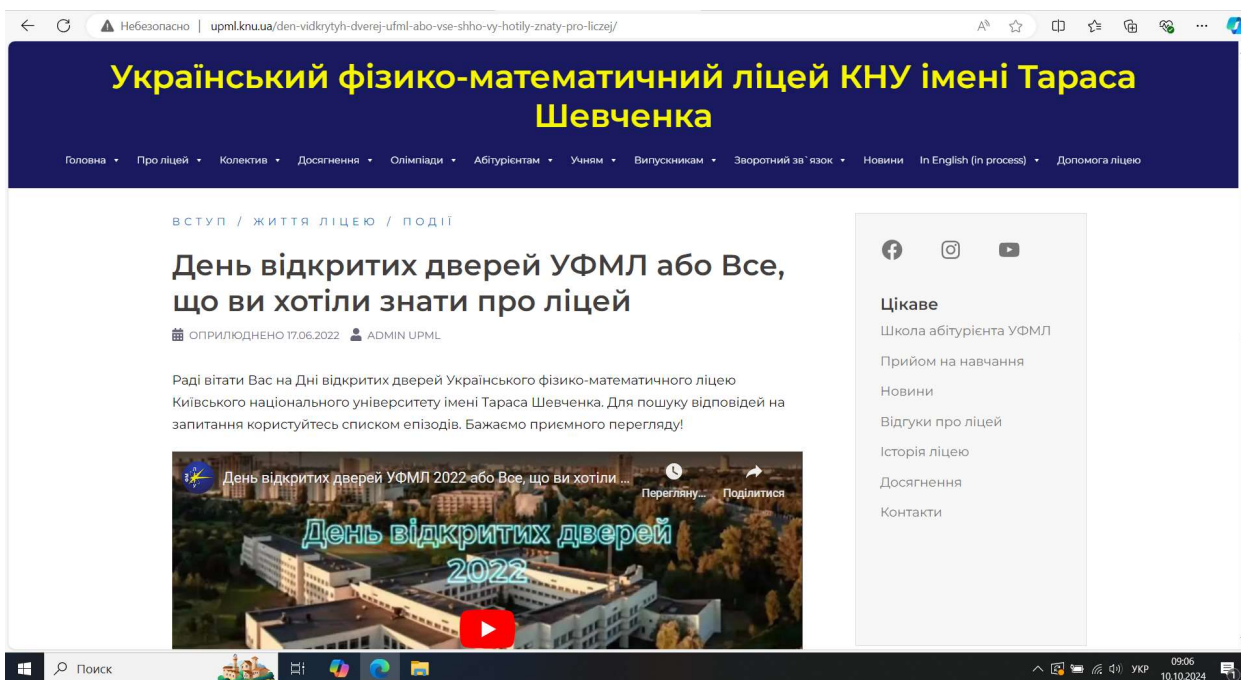 Небезопасно | upml.knu.ua/den-vidkrytyh-dverej-ufml-abo-vse-shho-vy-hotily-znaty-pro-liczej/
Український фізико-математичний ліцей КНУ імені Тараса
Шевченка
Головна Про ліцей Колектив Досягнення Олімпіади Абітурієнтам Учням Випускникам Зворотний зв`язок Новини In English (in process) Допомога ліцею
ВСТУП / ЖИТТЯ ЛІЦЕЮ / ПОДІЇ
День відкритих дверей УФМЛ або Все,
що ви хотіли знати про ліцей
ОПРИЛЮДНЕНО 17.06.2022 ADMIN UPML
Раді вітати Вас на Дні відкритих дверей Українського фізико-математичного ліцею
Київського національного університету імені Тараса Шевченка. Для пошуку відповідей на
запитання користуйтесь списком епізодів. Бажаємо приємного перегляду!
День відкритих дверей УФМЛ 2022 або Все, що ви хотіли ...
Перегляну... Поділитися
День відкритих дверей
2022
Цікаве
Школа абітурієнта УФМЛ
Прийом на навчання
Новини
Відгуки про ліцей
Історія ліцею
Досягнення
Контакти
Поиск
УКР
09:06
10.10.2024